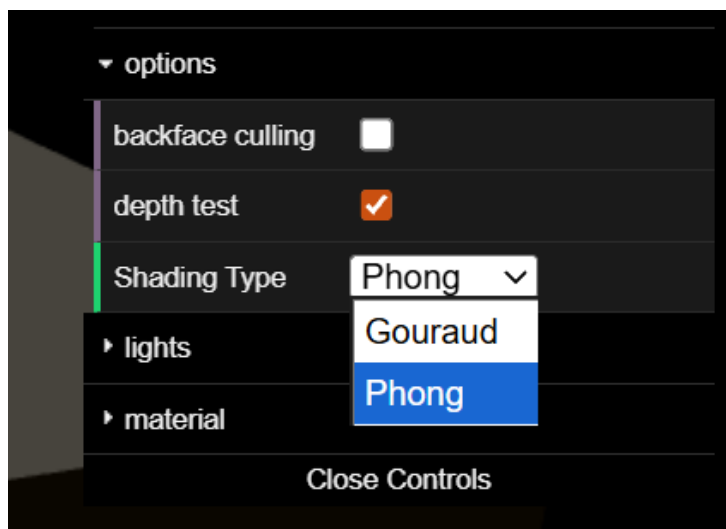 options
backface culling
depth test
Shading Type Phong
Gouraud
lights
Phong
material
Close Controls